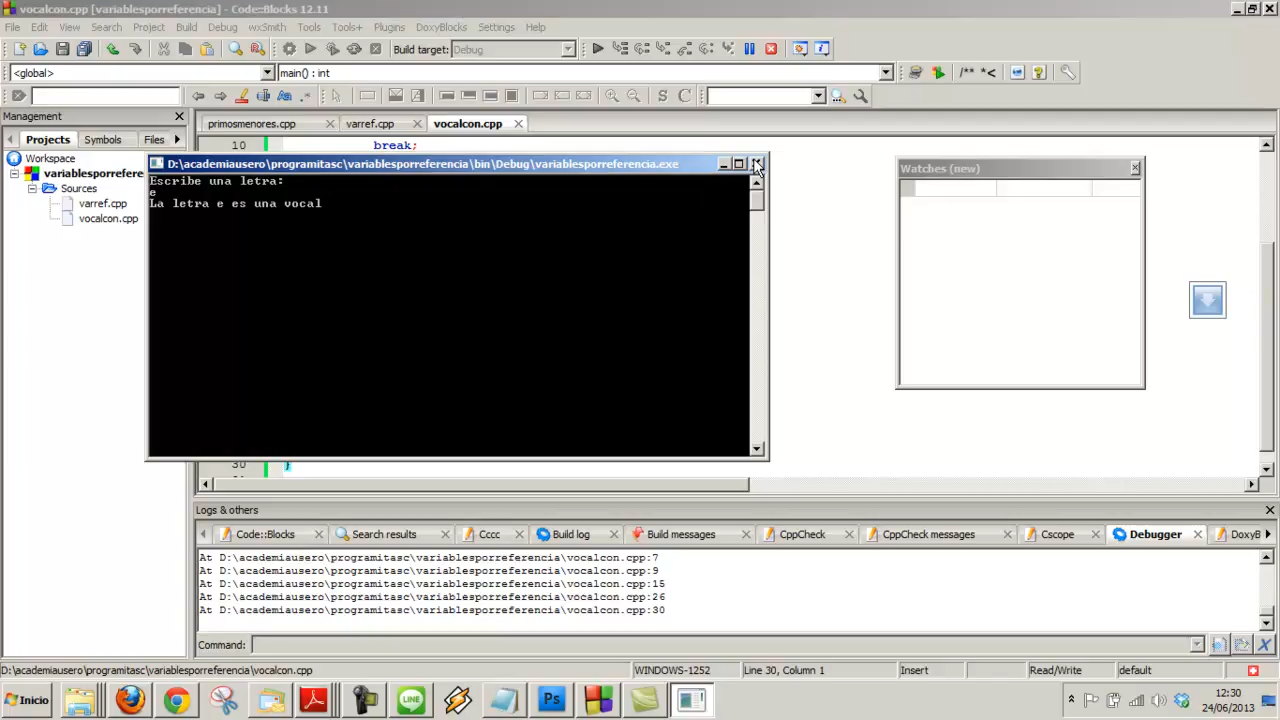 vocalcon.cpp [variablesporreferencia] - Code::Blocks 12.11
File Edit View Search Project Build Debug wxSmith Tools Tools+ Plugins DoxyBlocks Settings Help
Build target: Debug
<global> main() : int
/** *<
.* S C
Management
Projects Symbols Files
primosmenores.cpp varref.cpp vocalcon.cpp
Workspace
variablesporrefere
Sources
varref.cpp
vocalcon.cpp
10 break;
D:\academiausero\programitasc\variablesporreferencia\bin\Debug\variablesporreferencia.exe
Escribe una letra:
e
La letra e es una vocal
Watches (new)
30 }
Logs & others
Code::Blocks Search results Cccc Build log Build messages CppCheck CppCheck messages Cscope Debugger DoxyB
At D:\academiausero\programitasc\variablesporreferencia\vocalcon.cpp:7
At D:\academiausero\programitasc\variablesporreferencia\vocalcon.cpp:9
At D:\academiausero\programitasc\variablesporreferencia\vocalcon.cpp:15
At D:\academiausero\programitasc\variablesporreferencia\vocalcon.cpp:26
At D:\academiausero\programitasc\variablesporreferencia\vocalcon.cpp:30
Command:
D:\academiausero\programitasc\variablesporreferencia\vocalcon.cpp WINDOWS-1252 Line 30, Column 1 Insert Read/Write default
Inicio LINE Ps 12:30
24/06/2013